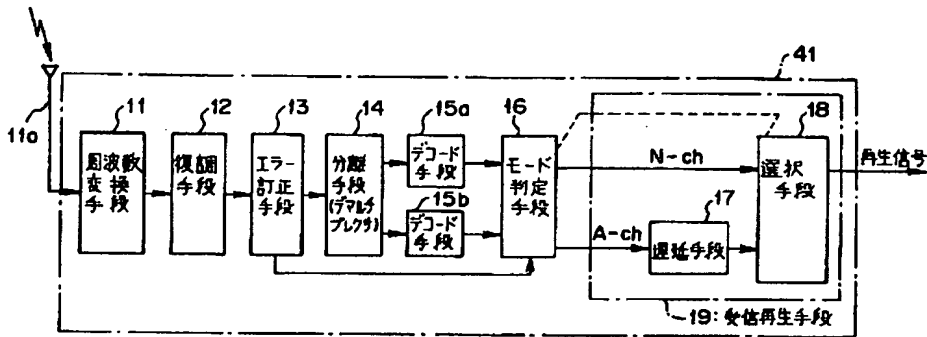 41
11a
11
周波数
変換
手段
12
復調
手段
13
エラー
訂正
手段
14
分離
手段
(デマルチ
プレクサ)
15a
デコード
手段
15b
デコード
手段
16
モード
判定
手段
N-ch
A-ch
17
遅延手段
18
選択
手段
再生信号
19:受信再生手段